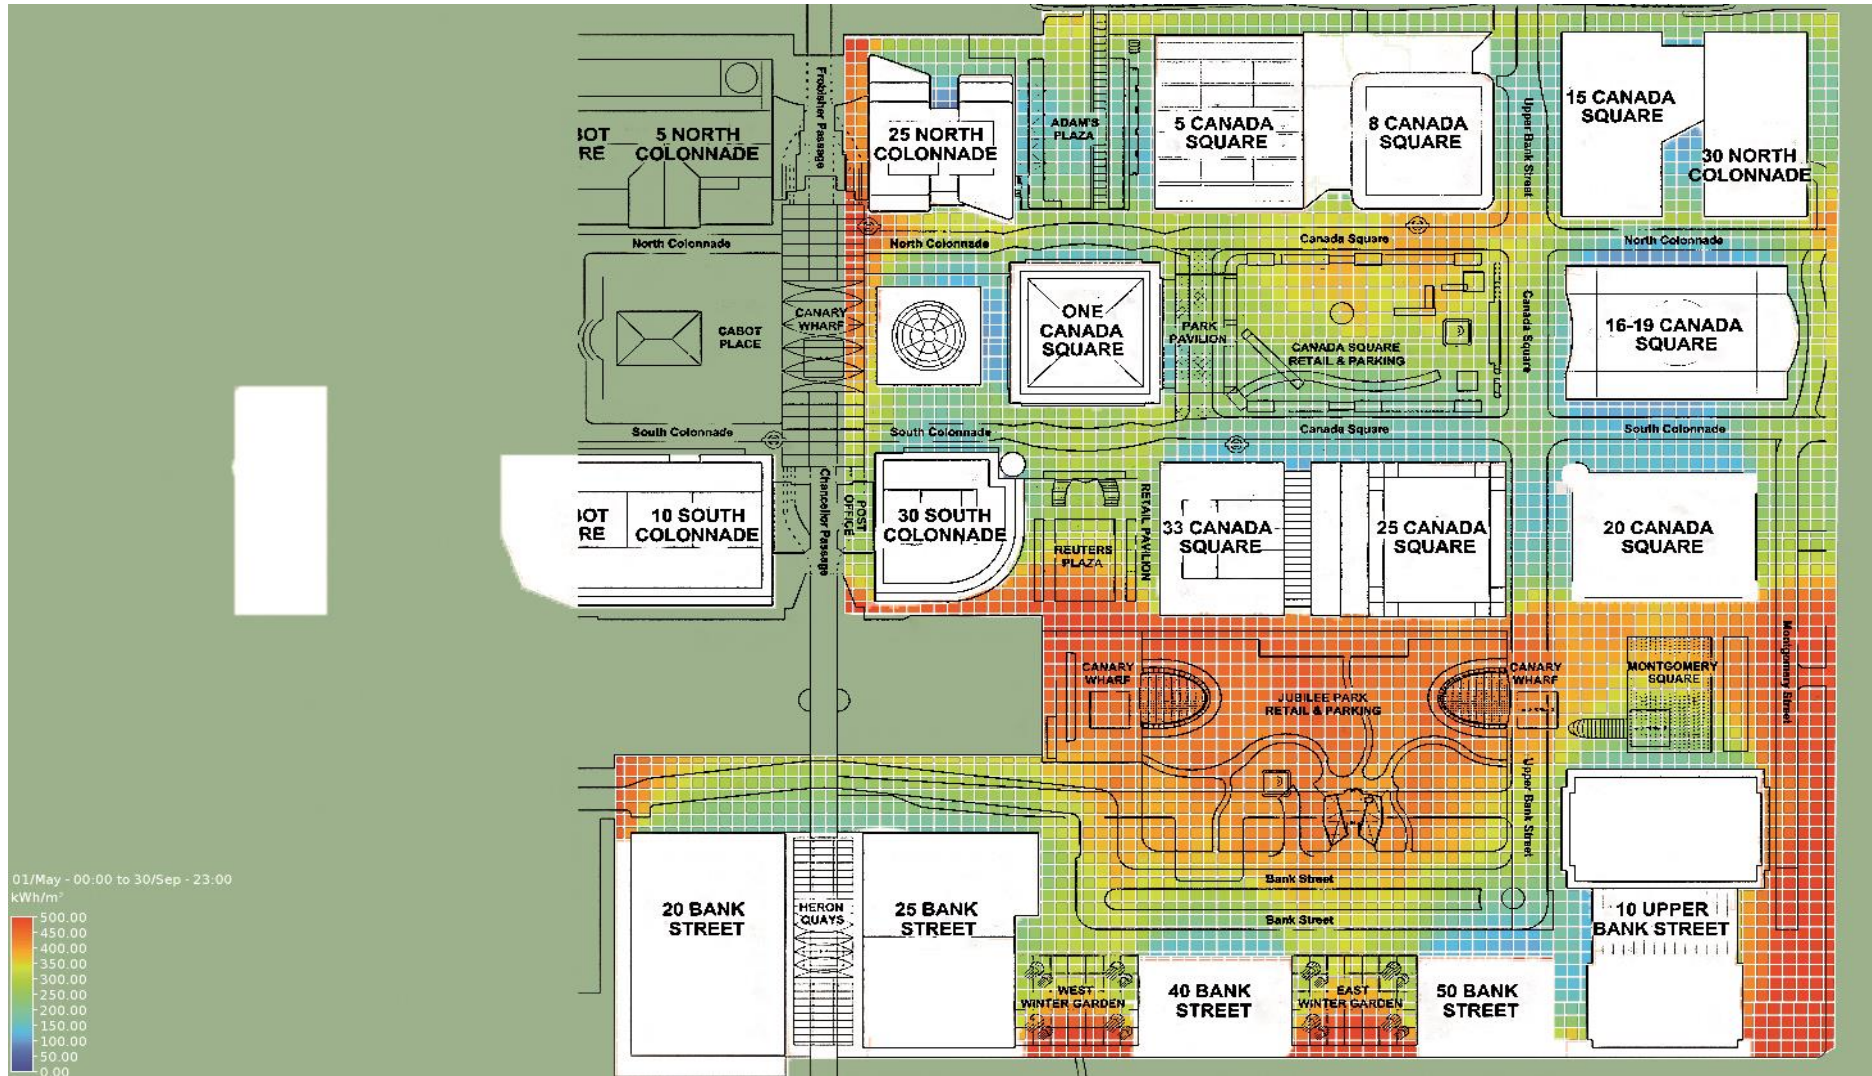 Frobisher Passage
BOT
RE
5 NORTH
COLONNADE
25 NORTH
COLONNADE
ADAM'S
PLAZA
5 CANADA
SQUARE
8 CANADA
SQUARE
Upper Bank Street
15 CANADA
SQUARE
30 NORTH
COLONNADE
North Colonnade
North Colonnade
Canada Square
North Colonnade
CABOT
PLACE
CANARY
WHARF
ONE
CANADA
SQUARE
PARK
PAVILION
CANADA SQUARE
RETAIL & PARKING
Canada Square
16-19 CANADA
SQUARE
South Colonnade
South Colonnade
Canada Square
South Colonnade
BOT
RE
10 SOUTH
COLONNADE
Chancellor Passage
POST
OFFICE
30 SOUTH
COLONNADE
REUTERS
PLAZA
RETAIL PAVILION
33 CANADA
SQUARE
25 CANADA
SQUARE
20 CANADA
SQUARE
CANARY
WHARF
JUBILEE PARK
RETAIL & PARKING
CANARY
WHARF
MONTGOMERY
SQUARE
Montgomery Street
Upper Bank Street
Bank Street
Bank Street
20 BANK
STREET
HERON
QUAYS
25 BANK
STREET
10 UPPER
BANK STREET
WEST
WINTER GARDEN
40 BANK
STREET
EAST
WINTER GARDEN
50 BANK
STREET
01/May - 00:00 to 30/Sep - 23:00
kWh/m²
500.00
450.00
400.00
350.00
300.00
250.00
200.00
150.00
100.00
50.00
0.00